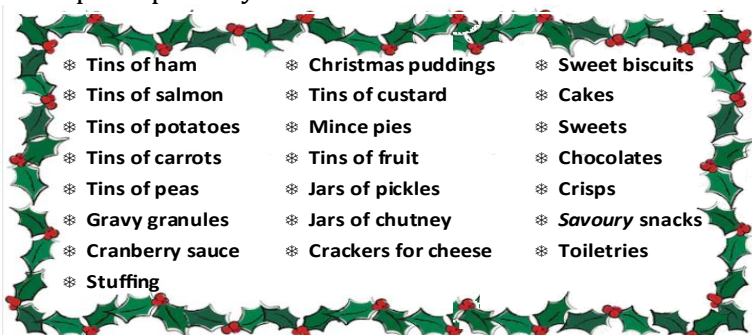 Tins of ham
Tins of salmon
Tins of potatoes
Tins of carrots
Tins of peas
Gravy granules
Cranberry sauce
Stuffing
Christmas puddings
Tins of custard
Mince pies
Tins of fruit
Jars of pickles
Jars of chutney
Crackers for cheese
Sweet biscuits
Cakes
Sweets
Chocolates
Crisps
Savoury snacks
Toiletries